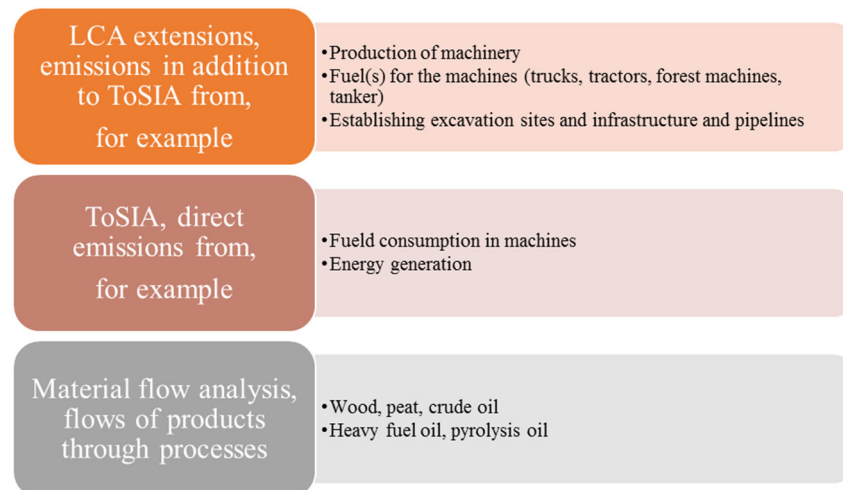 LCA extensions,
emissions in addition
to ToSIA from,
for example
•Production of machinery
•Fuel(s) for the machines (trucks, tractors, forest machines,
tanker)
•Establishing excavation sites and infrastructure and pipelines
ToSIA, direct
emissions from,
for example
•Fueld consumption in machines
•Energy generation
Material flow analysis,
flows of products
through processes
•Wood, peat, crude oil
•Heavy fuel oil, pyrolysis oil